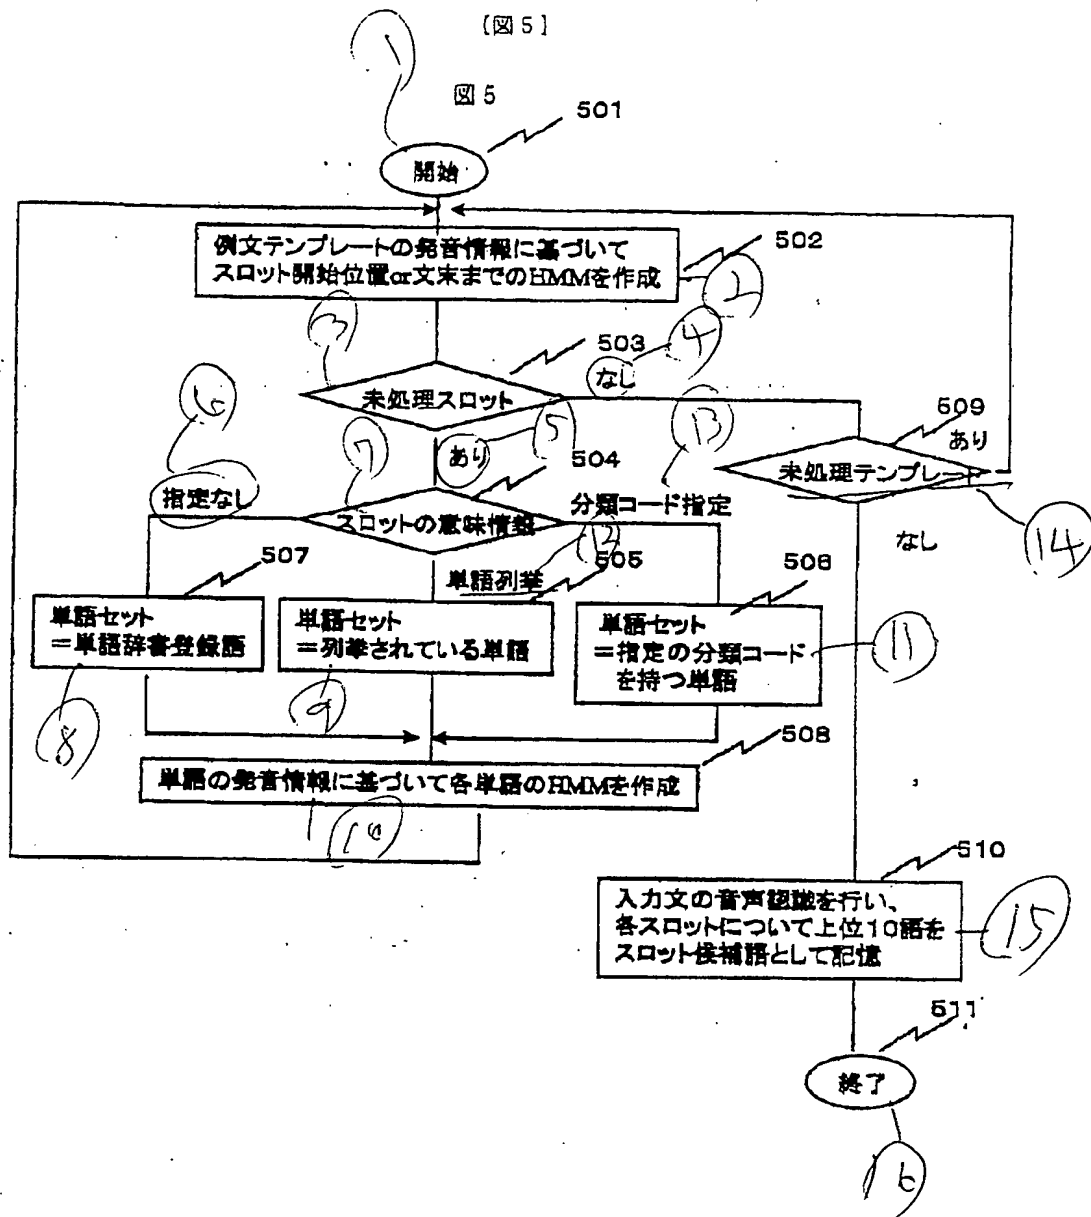 【図5】
1
図5
501
開始
502
例文テンプレートの発音情報に基づいて
スロット開始位置or文末までのHMMを作成
2
3
4
503
なし
未処理スロット
6
7
あり
5
13
504
509
あり
未処理テンプレート
14
指定なし
スロットの意味情報
分類コード指定
なし
12
507
単語列挙
505
506
単語セット
=単語辞書登録語
単語セット
=列挙されている単語
単語セット
=指定の分類コード
を持つ単語
11
8
9
508
単語の発音情報に基づいて各単語のHMMを作成
10
510
入力文の音声認識を行い、
各スロットについて上位10語を
スロット候補語として記憶
15
511
終了
16